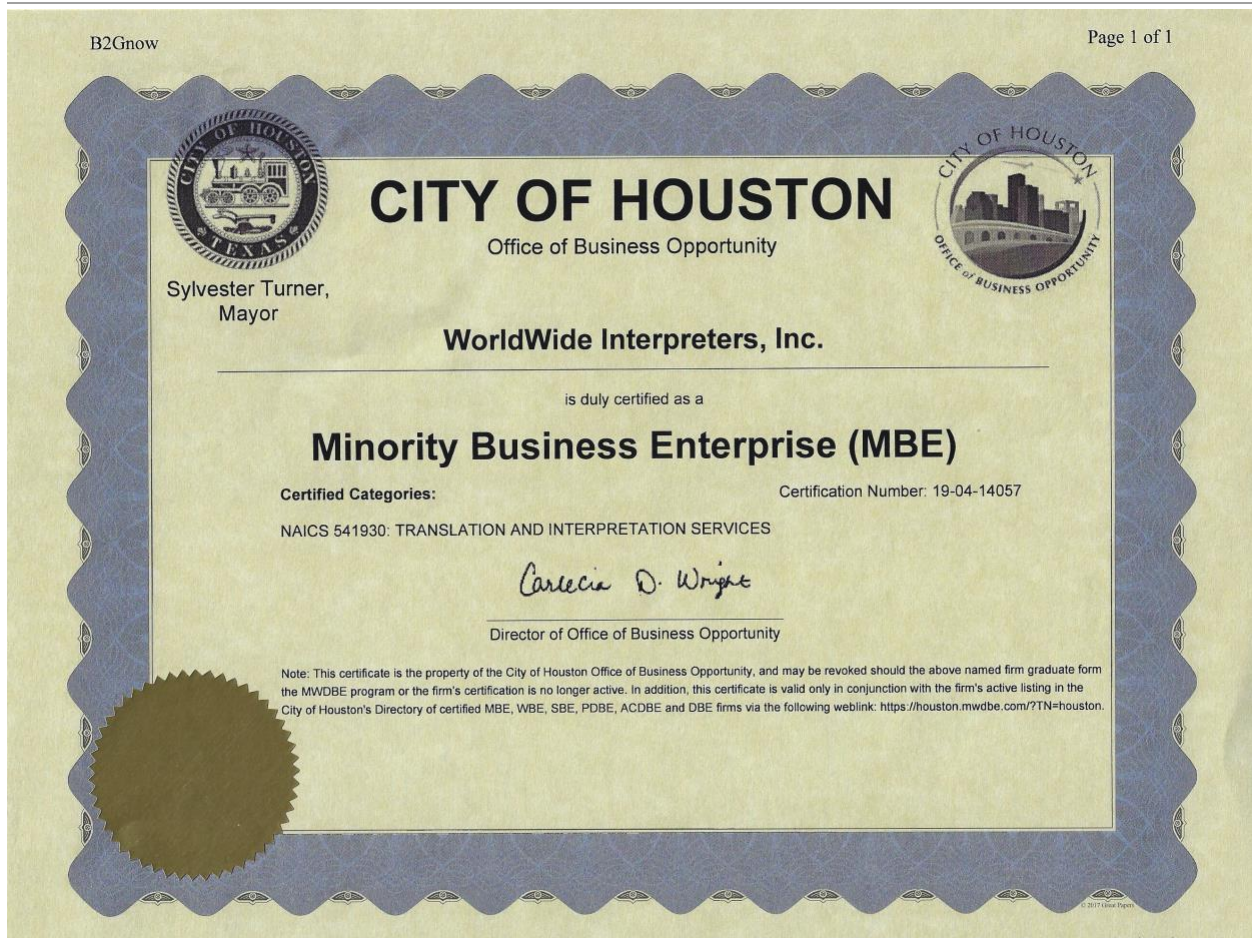 B2Gnow
Page 1 of 1
CITY OF HOUSTON
TEXAS
CITY OF HOUSTON
Office of Business Opportunity
CITY OF HOUSTON
OFFICE of BUSINESS OPPORTUNITY
Sylvester Turner,
Mayor
WorldWide Interpreters, Inc.
is duly certified as a
Minority Business Enterprise (MBE)
Certified Categories:
Certification Number: 19-04-14057
NAICS 541930: TRANSLATION AND INTERPRETATION SERVICES
Carlecia D. Wright
Director of Office of Business Opportunity
Note: This certificate is the property of the City of Houston Office of Business Opportunity, and may be revoked should the above named firm graduate form
the MWDBE program or the firm's certification is no longer active. In addition, this certificate is valid only in conjunction with the firm's active listing in the
City of Houston's Directory of certified MBE, WBE, SBE, PDBE, ACDBE and DBE firms via the following weblink: https://houston.mwdbe.com/?TN=houston.
© 2017 Great Papers